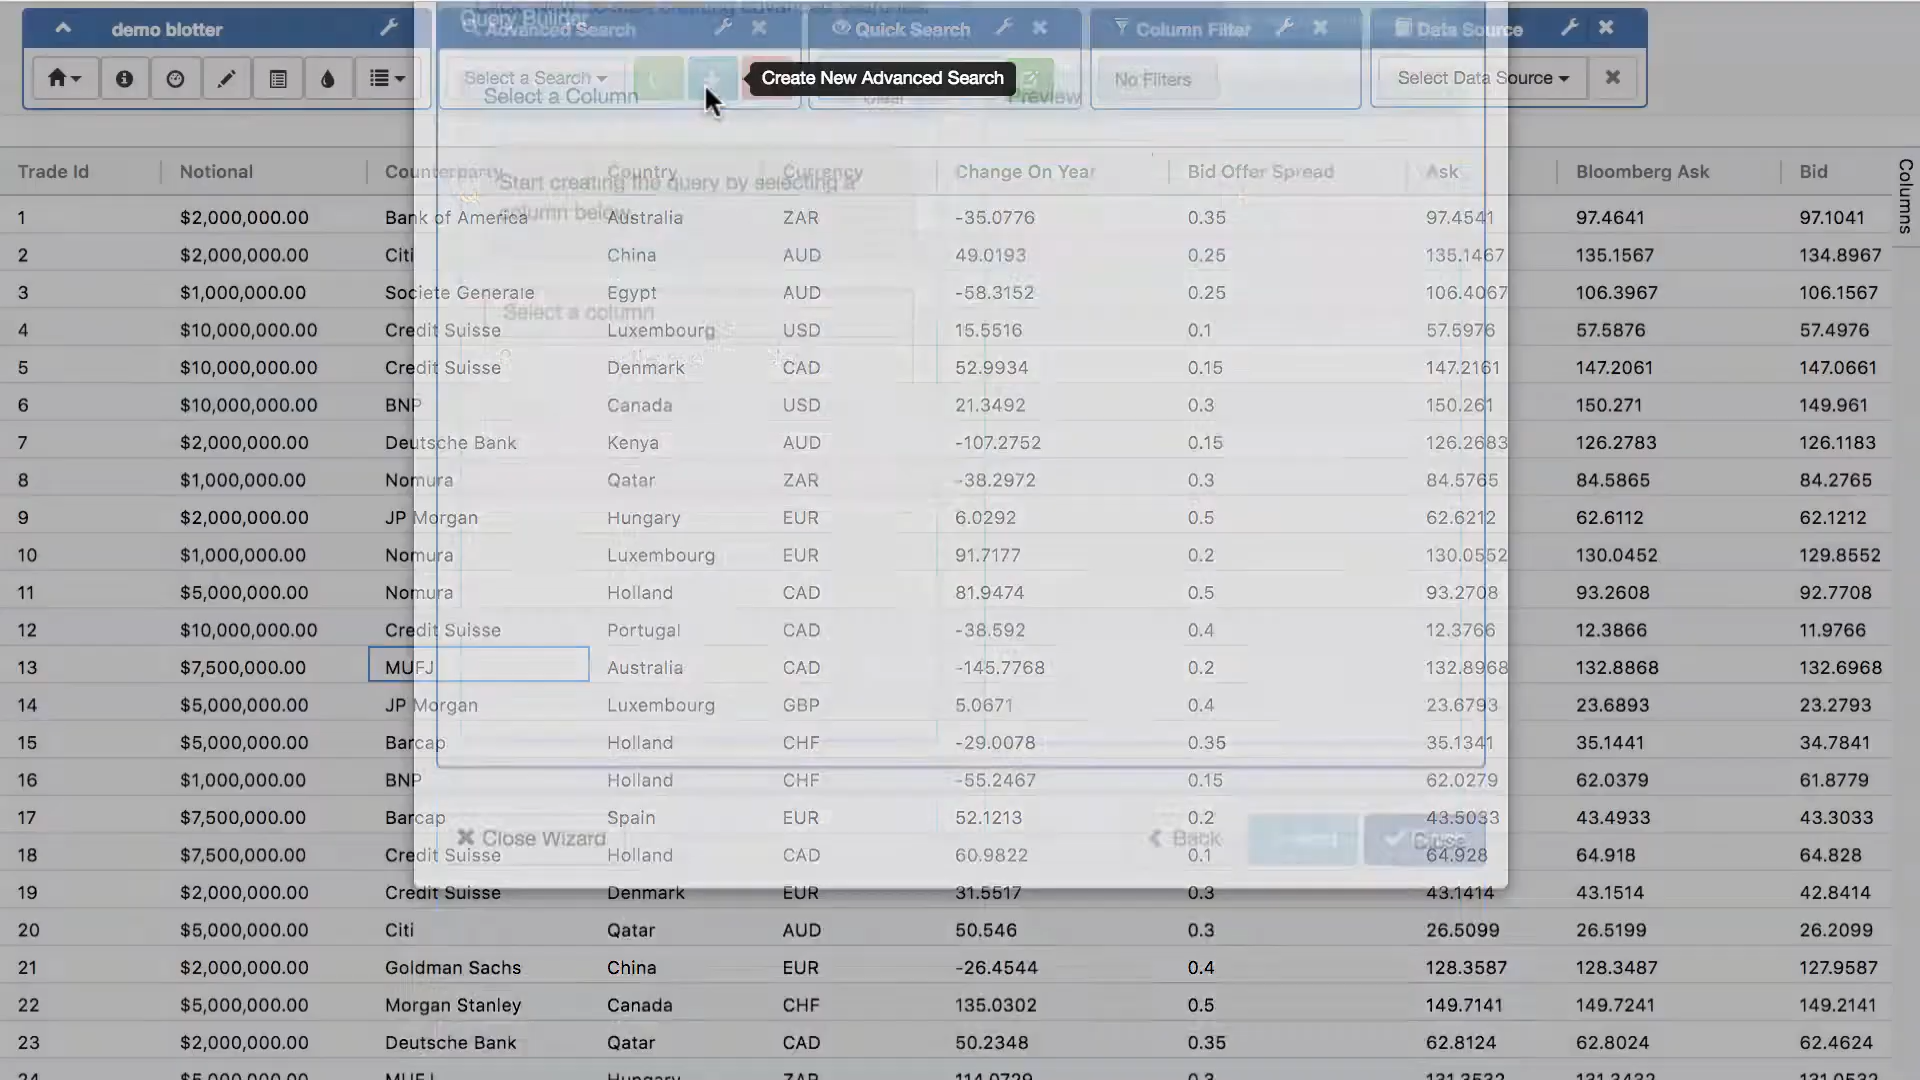 Query Builder
demo blotter
Advanced Search
Quick Search
Column Filter
Data Source
Select a Search
Create New Advanced Search
No Filters
Select Data Source
Select a Column
Clear
Preview
Trade Id Notional Counterparty Country Currency Change On Year Bid Offer Spread Ask Bloomberg Ask Bid
Columns
Start creating the query by selecting a
column below
1 $2,000,000.00 Bank of America Australia ZAR -35.0776 0.35 97.4541 97.4641 97.1041
2 $2,000,000.00 Citi China AUD 49.0193 0.25 135.1467 135.1567 134.8967
3 $1,000,000.00 Societe Generale Egypt AUD -58.3152 0.25 106.4067 106.3967 106.1567
Select a column
4 $10,000,000.00 Credit Suisse Luxembourg USD 15.5516 0.1 57.5976 57.5876 57.4976
5 $10,000,000.00 Credit Suisse Denmark CAD 52.9934 0.15 147.2161 147.2061 147.0661
6 $10,000,000.00 BNP Canada USD 21.3492 0.3 150.261 150.271 149.961
7 $2,000,000.00 Deutsche Bank Kenya AUD -107.2752 0.15 126.2683 126.2783 126.1183
8 $1,000,000.00 Nomura Qatar ZAR -38.2972 0.3 84.5765 84.5865 84.2765
9 $2,000,000.00 JP Morgan Hungary EUR 6.0292 0.5 62.6212 62.6112 62.1212
10 $1,000,000.00 Nomura Luxembourg EUR 91.7177 0.2 130.0552 130.0452 129.8552
11 $5,000,000.00 Nomura Holland CAD 81.9474 0.5 93.2708 93.2608 92.7708
12 $10,000,000.00 Credit Suisse Portugal CAD -38.592 0.4 12.3766 12.3866 11.9766
13 $7,500,000.00 MUFJ Australia CAD -145.7768 0.2 132.8968 132.8868 132.6968
14 $5,000,000.00 JP Morgan Luxembourg GBP 5.0671 0.4 23.6793 23.6893 23.2793
15 $5,000,000.00 Barcap Holland CHF -29.0078 0.35 35.1341 35.1441 34.7841
16 $1,000,000.00 BNP Holland CHF -55.2467 0.15 62.0279 62.0379 61.8779
17 $7,500,000.00 Barcap Spain EUR 52.1213 0.2 43.5033 43.4933 43.3033
Close Wizard
Back
18 $7,500,000.00 Credit Suisse Holland CAD 60.9822 0.1 64.928 64.918 64.828
19 $2,000,000.00 Credit Suisse Denmark EUR 31.5517 0.3 43.1414 43.1514 42.8414
20 $5,000,000.00 Citi Qatar AUD 50.546 0.3 26.5099 26.5199 26.2099
21 $2,000,000.00 Goldman Sachs China EUR -26.4544 0.4 128.3587 128.3487 127.9587
22 $5,000,000.00 Morgan Stanley Canada CHF 135.0302 0.5 149.7141 149.7241 149.2141
23 $2,000,000.00 Deutsche Bank Qatar CAD 50.2348 0.35 62.8124 62.8024 62.4624